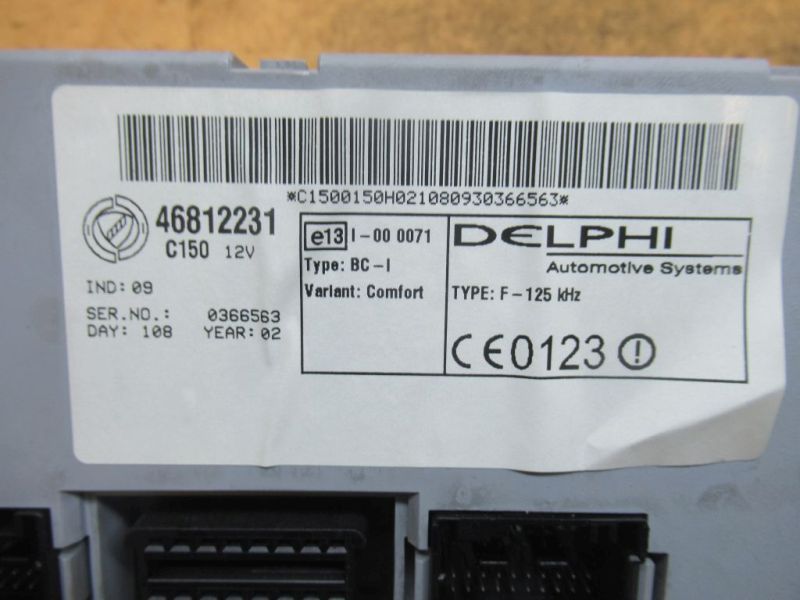 *C1500150H021080930366563*
46812231
C150 12V
IND: 09
SER.NO.: 0366563
DAY: 108 YEAR: 02
e13 I-00 0071
Type: BC-I
Variant: Comfort
DELPHI
Automotive Systems
TYPE: F-125 kHz
CE0123